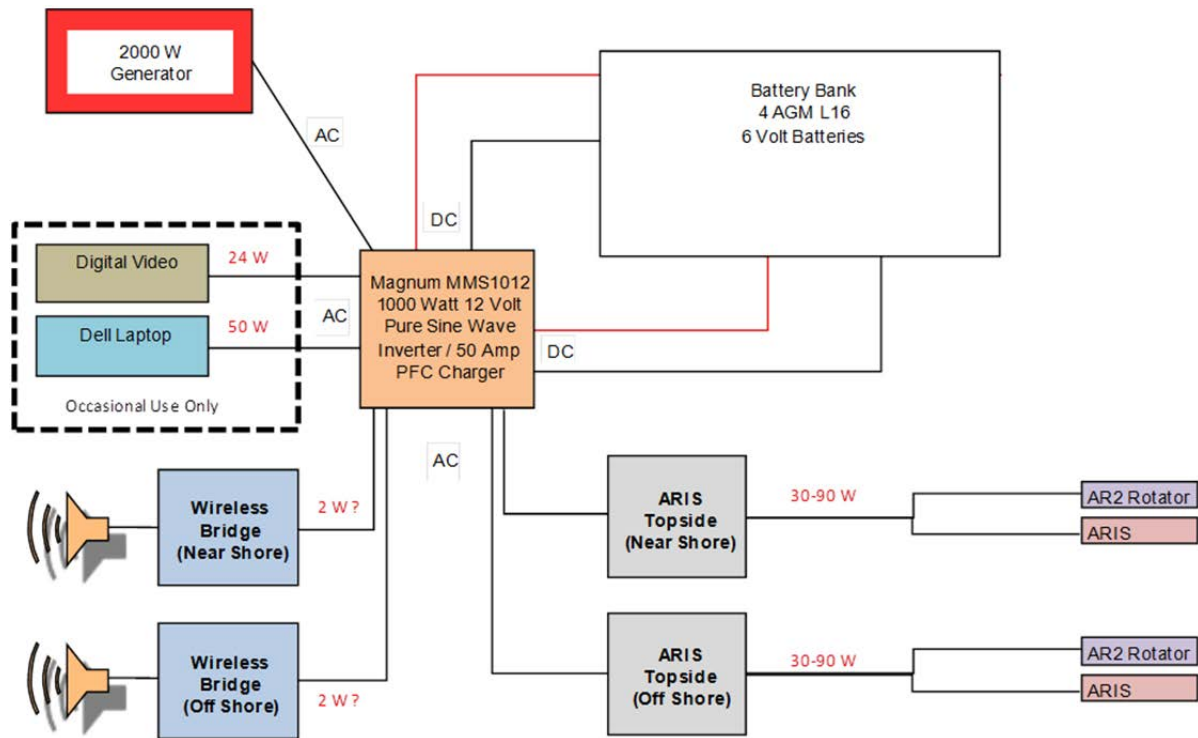 2000 W
Generator
Battery Bank
4 AGM L16
6 Volt Batteries
AC
DC
Digital Video
24 W
Dell Laptop
50 W
AC
Occasional Use Only
Magnum MMS1012
1000 Watt 12 Volt
Pure Sine Wave
Inverter / 50 Amp
PFC Charger
DC
AC
Wireless
Bridge
(Near Shore)
2 W ?
ARIS
Topside
(Near Shore)
30-90 W
AR2 Rotator
ARIS
Wireless
Bridge
(Off Shore)
2 W ?
ARIS
Topside
(Off Shore)
30-90 W
AR2 Rotator
ARIS